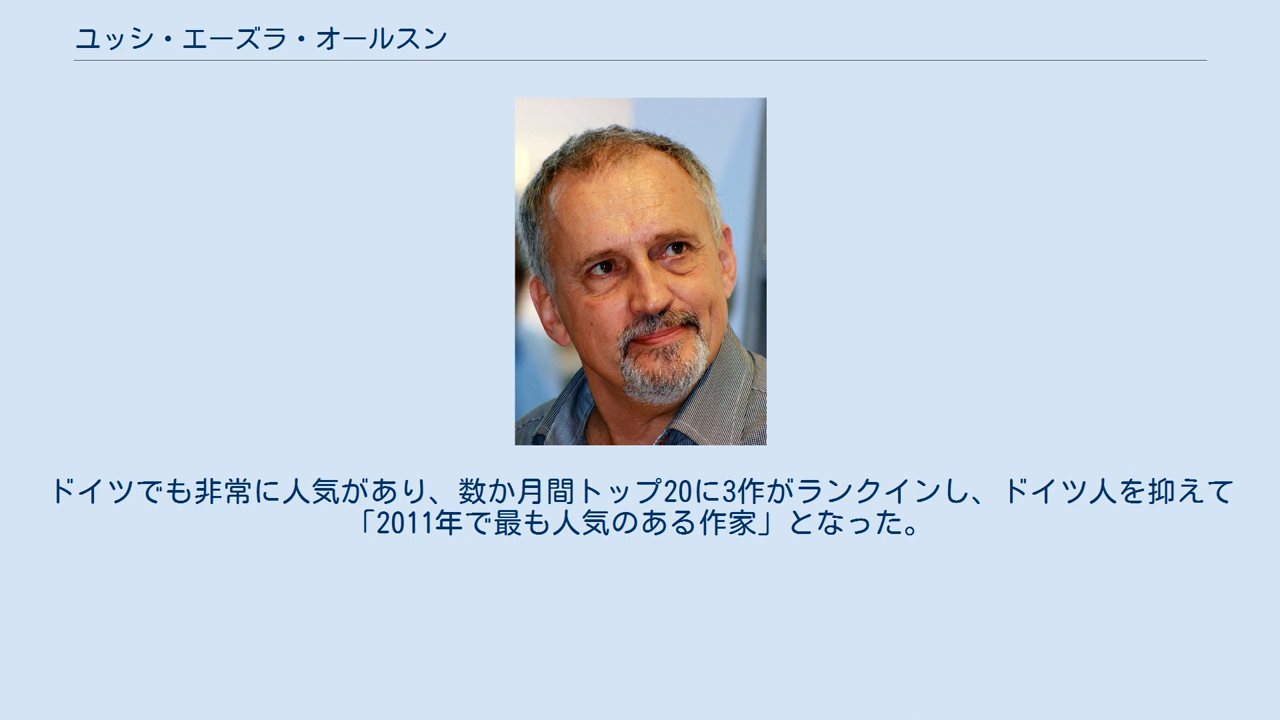 ユッシ・エーズラ・オールスン
ドイツでも非常に人気があり、数か月間トップ20に3作がランクインし、ドイツ人を抑えて
「2011年で最も人気のある作家」となった。